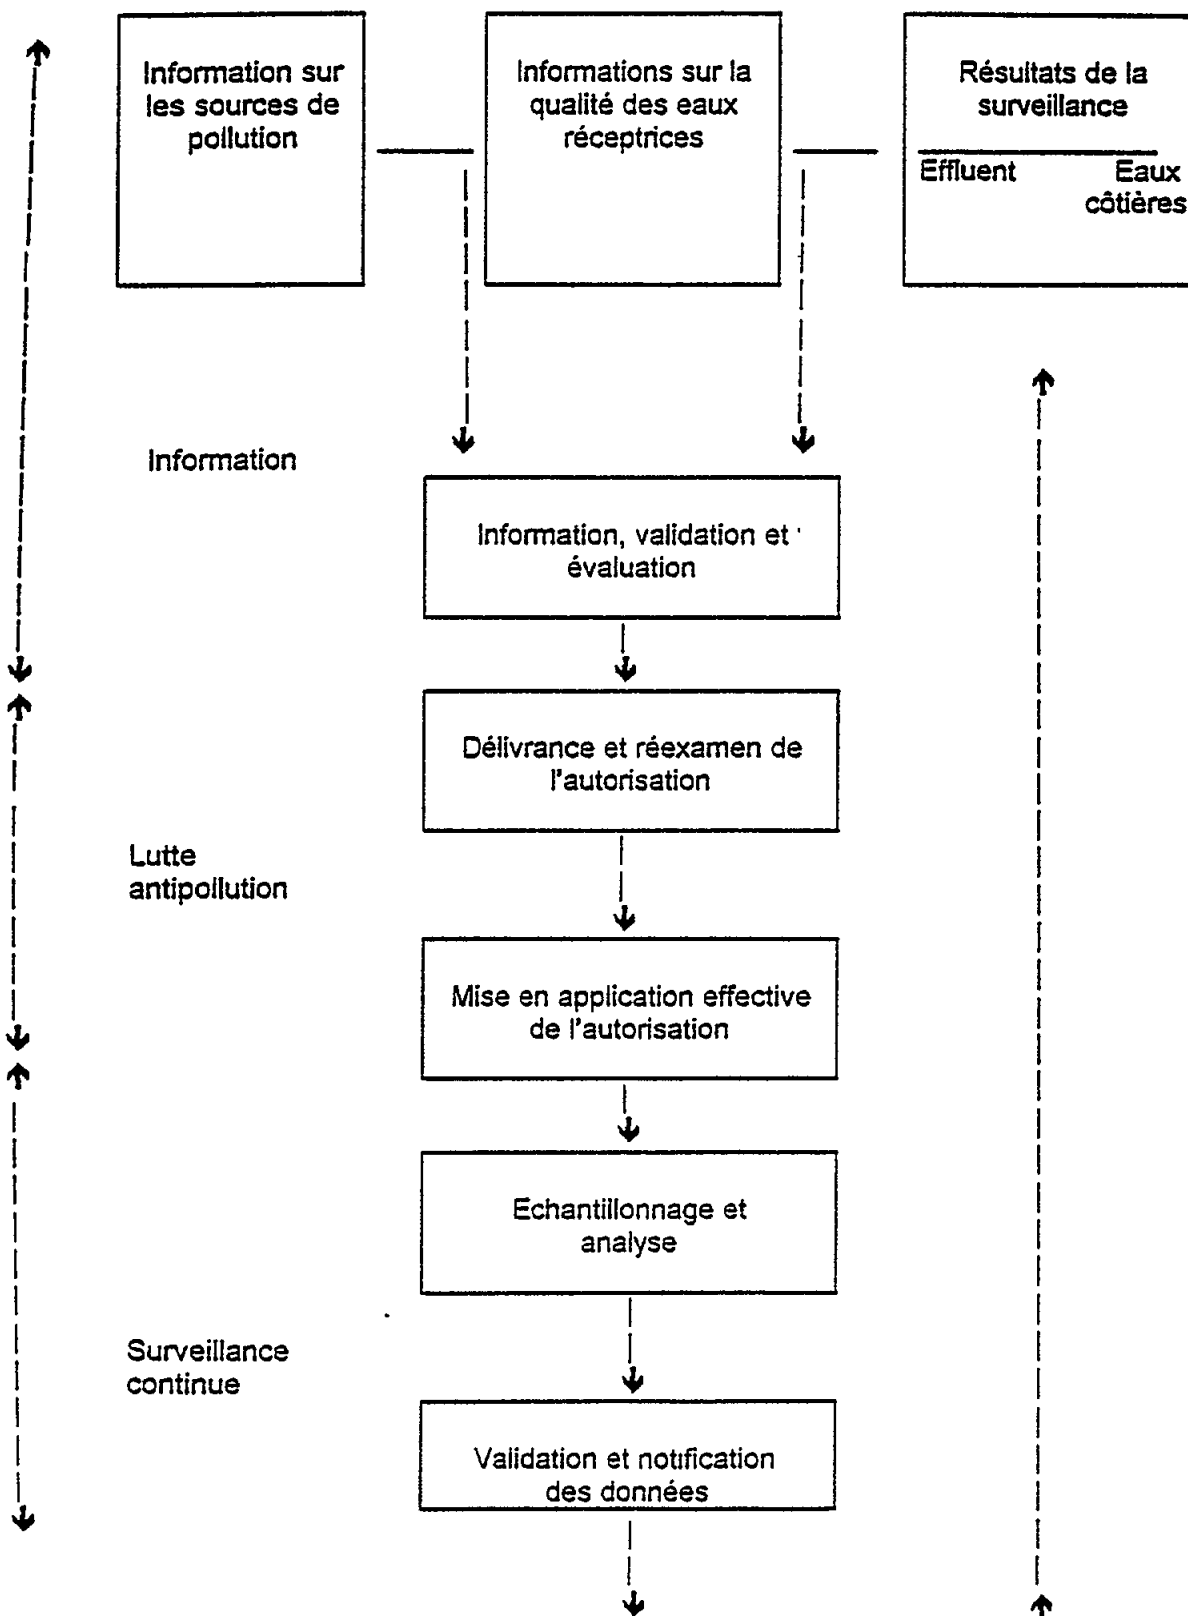 Information sur
les sources de
pollution
Informations sur la
qualité des eaux
réceptrices
Résultats de la
surveillance
Effluent
Eaux
côtières
Information
Information, validation et
évaluation
Délivrance et réexamen de
l'autorisation
Lutte
antipollution
Mise en application effective
de l'autorisation
Echantillonnage et
analyse
Surveillance
continue
Validation et notification
des données